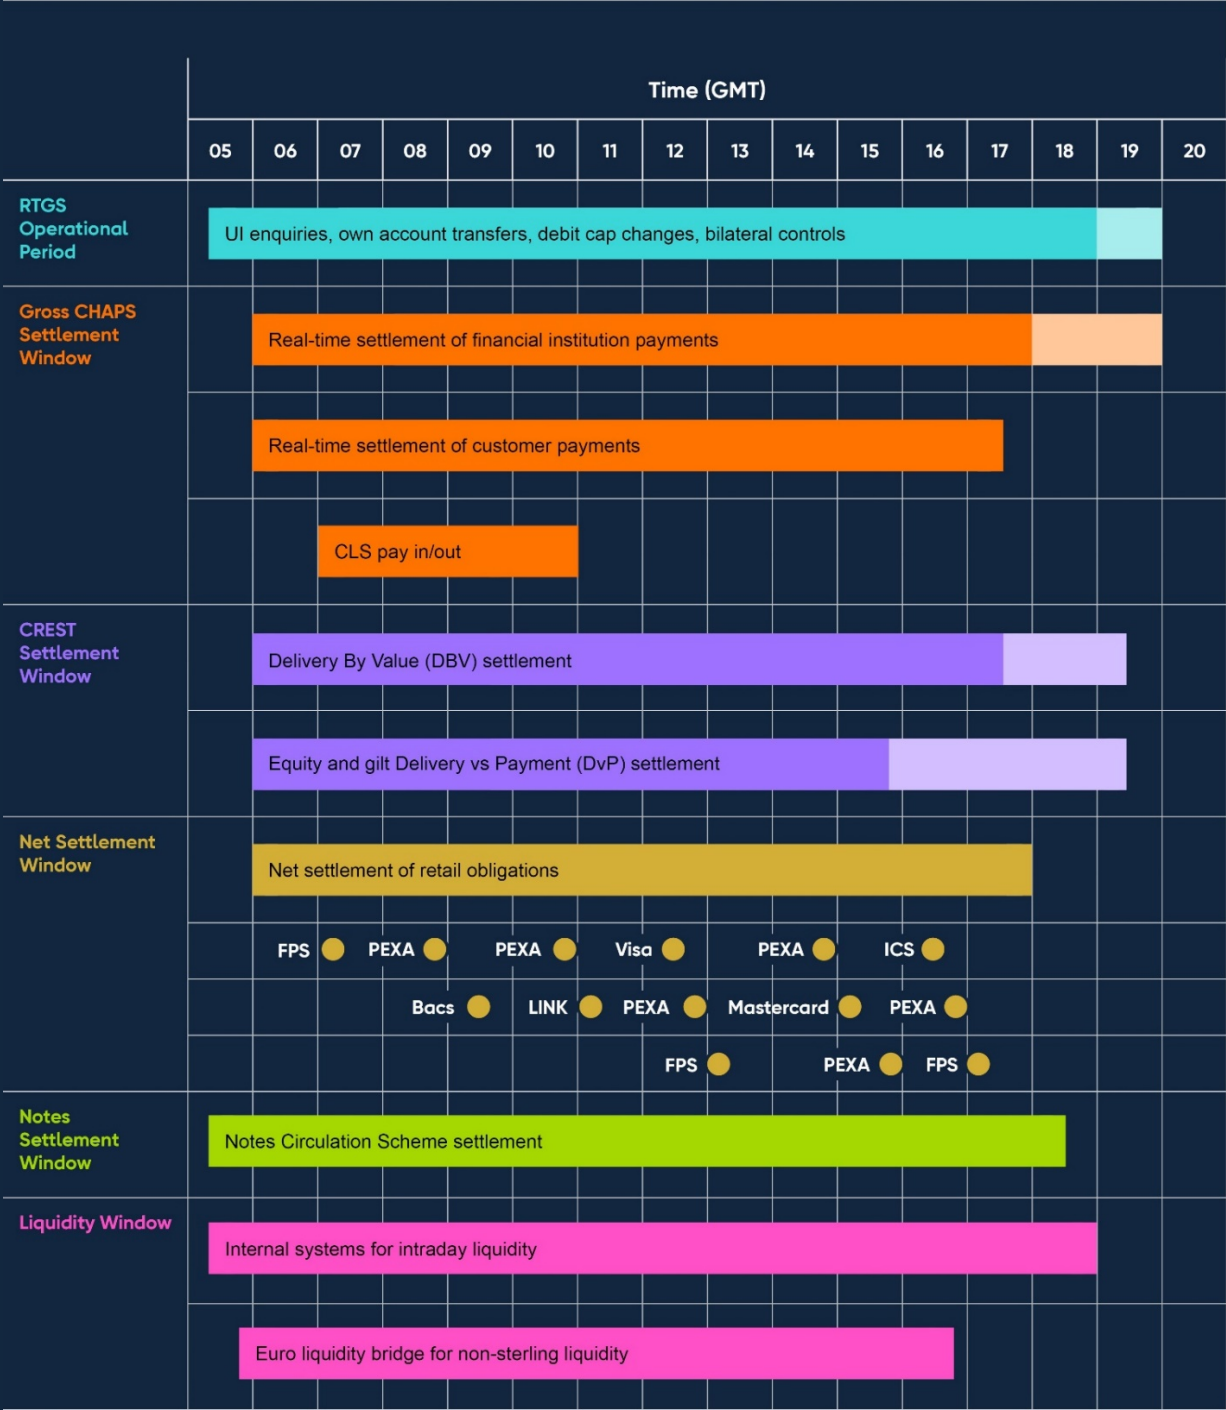 Time (GMT)
05 06 07 08 09 10 11 12 13 14 15 16 17 18 19 20
RTGS
Operational
Period
UI enquiries, own account transfers, debit cap changes, bilateral controls
Gross CHAPS
Settlement
Window
Real-time settlement of financial institution payments
Real-time settlement of customer payments
CLS pay in/out
CREST
Settlement
Window
Delivery By Value (DBV) settlement
Equity and gilt Delivery vs Payment (DvP) settlement
Net Settlement
Window
Net settlement of retail obligations
FPS PEXA PEXA Visa PEXA ICS
Bacs LINK PEXA Mastercard PEXA
FPS PEXA FPS
Notes
Settlement
Window
Notes Circulation Scheme settlement
Liquidity Window
Internal systems for intraday liquidity
Euro liquidity bridge for non-sterling liquidity